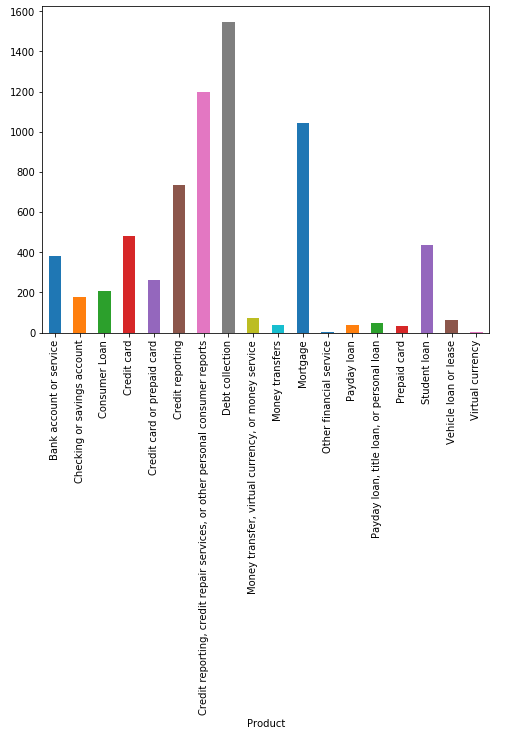 1600
1400
1200
1000
800
600
400
200
0
Bank account or service
Checking or savings account
Consumer Loan
Credit card
Credit card or prepaid card
Credit reporting
Credit reporting, credit repair services, or other personal consumer reports
Debt collection
Money transfer, virtual currency, or money service
Money transfers
Mortgage
Other financial service
Payday loan
Payday loan, title loan, or personal loan
Prepaid card
Student loan
Vehicle loan or lease
Virtual currency
Product